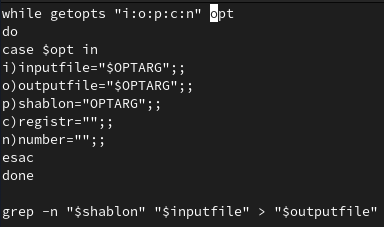 while getopts "i:o:p:c:n" opt
do
case $opt in
i)inputfile="$OPTARG";;
o)outputfile="$OPTARG";;
p)shablon="OPTARG";;
c)registr="";;
n)number="";;
esac
done
grep -n "$shablon" "$inputfile" > "$outputfile"